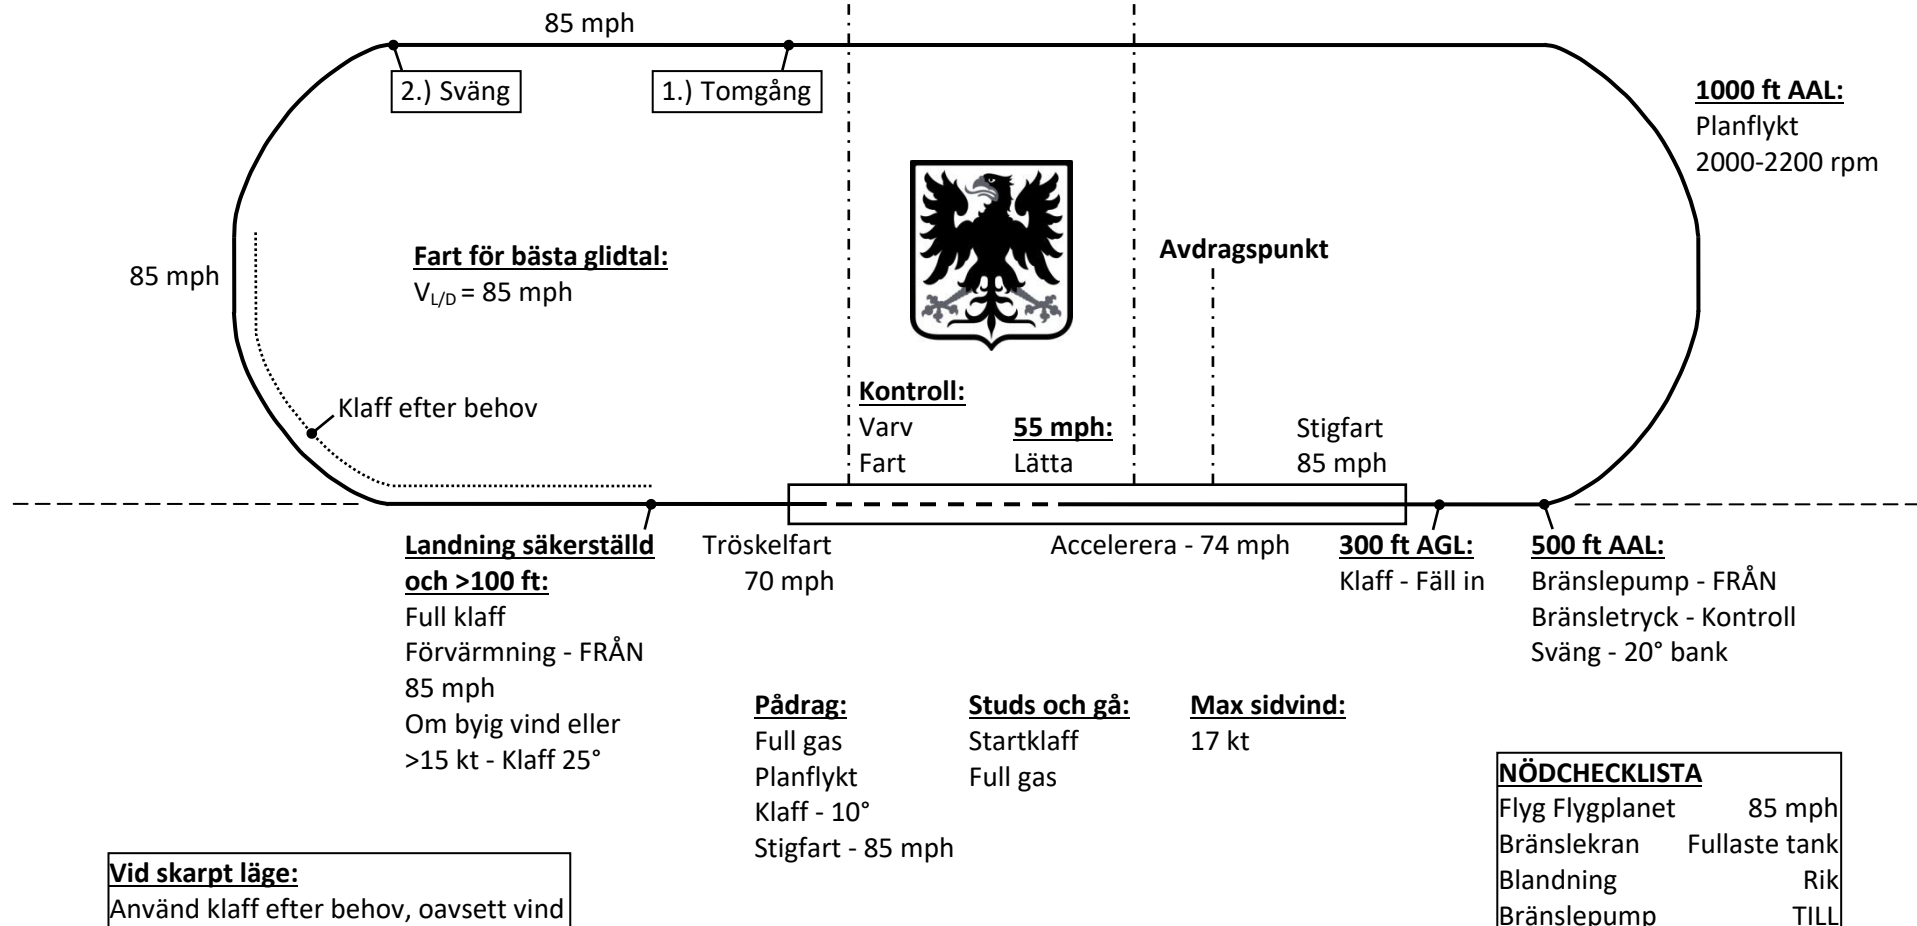 85 mph
2.) Sväng
1.) Tomgång
1000 ft AAL:
Planflykt
2000-2200 rpm
85 mph
Fart för bästa glidtal:
VL/D = 85 mph
Avdragspunkt
Klaff efter behov
Kontroll:
Varv
Fart
55 mph:
Lätta
Stigfart
85 mph
Landning säkerställd
och >100 ft:
Full klaff
Förvärmning - FRÅN
85 mph
Om byig vind eller
>15 kt - Klaff 25°
Tröskelfart
70 mph
Accelerera - 74 mph
300 ft AGL:
Klaff - Fäll in
500 ft AAL:
Bränslepump - FRÅN
Bränsletryck - Kontroll
Sväng - 20° bank
Pådrag:
Full gas
Planflykt
Klaff - 10°
Stigfart - 85 mph
Studs och gå:
Startklaff
Full gas
Max sidvind:
17 kt
Vid skarpt läge:
Använd klaff efter behov, oavsett vind
NÖDCHECKLISTA
Flyg Flygplanet 85 mph
Bränslekran Fullaste tank
Blandning Rik
Bränslepump TILL